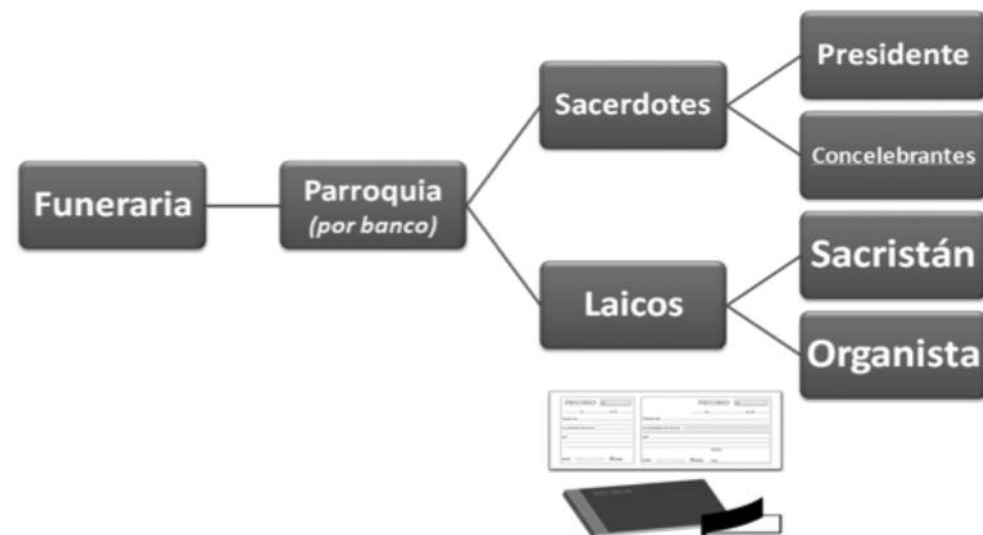 Funeraria
Parroquia
(por banco)
Sacerdotes
Laicos
Presidente
Concelebrantes
Sacristán
Organista
RECIBO
RECIBO